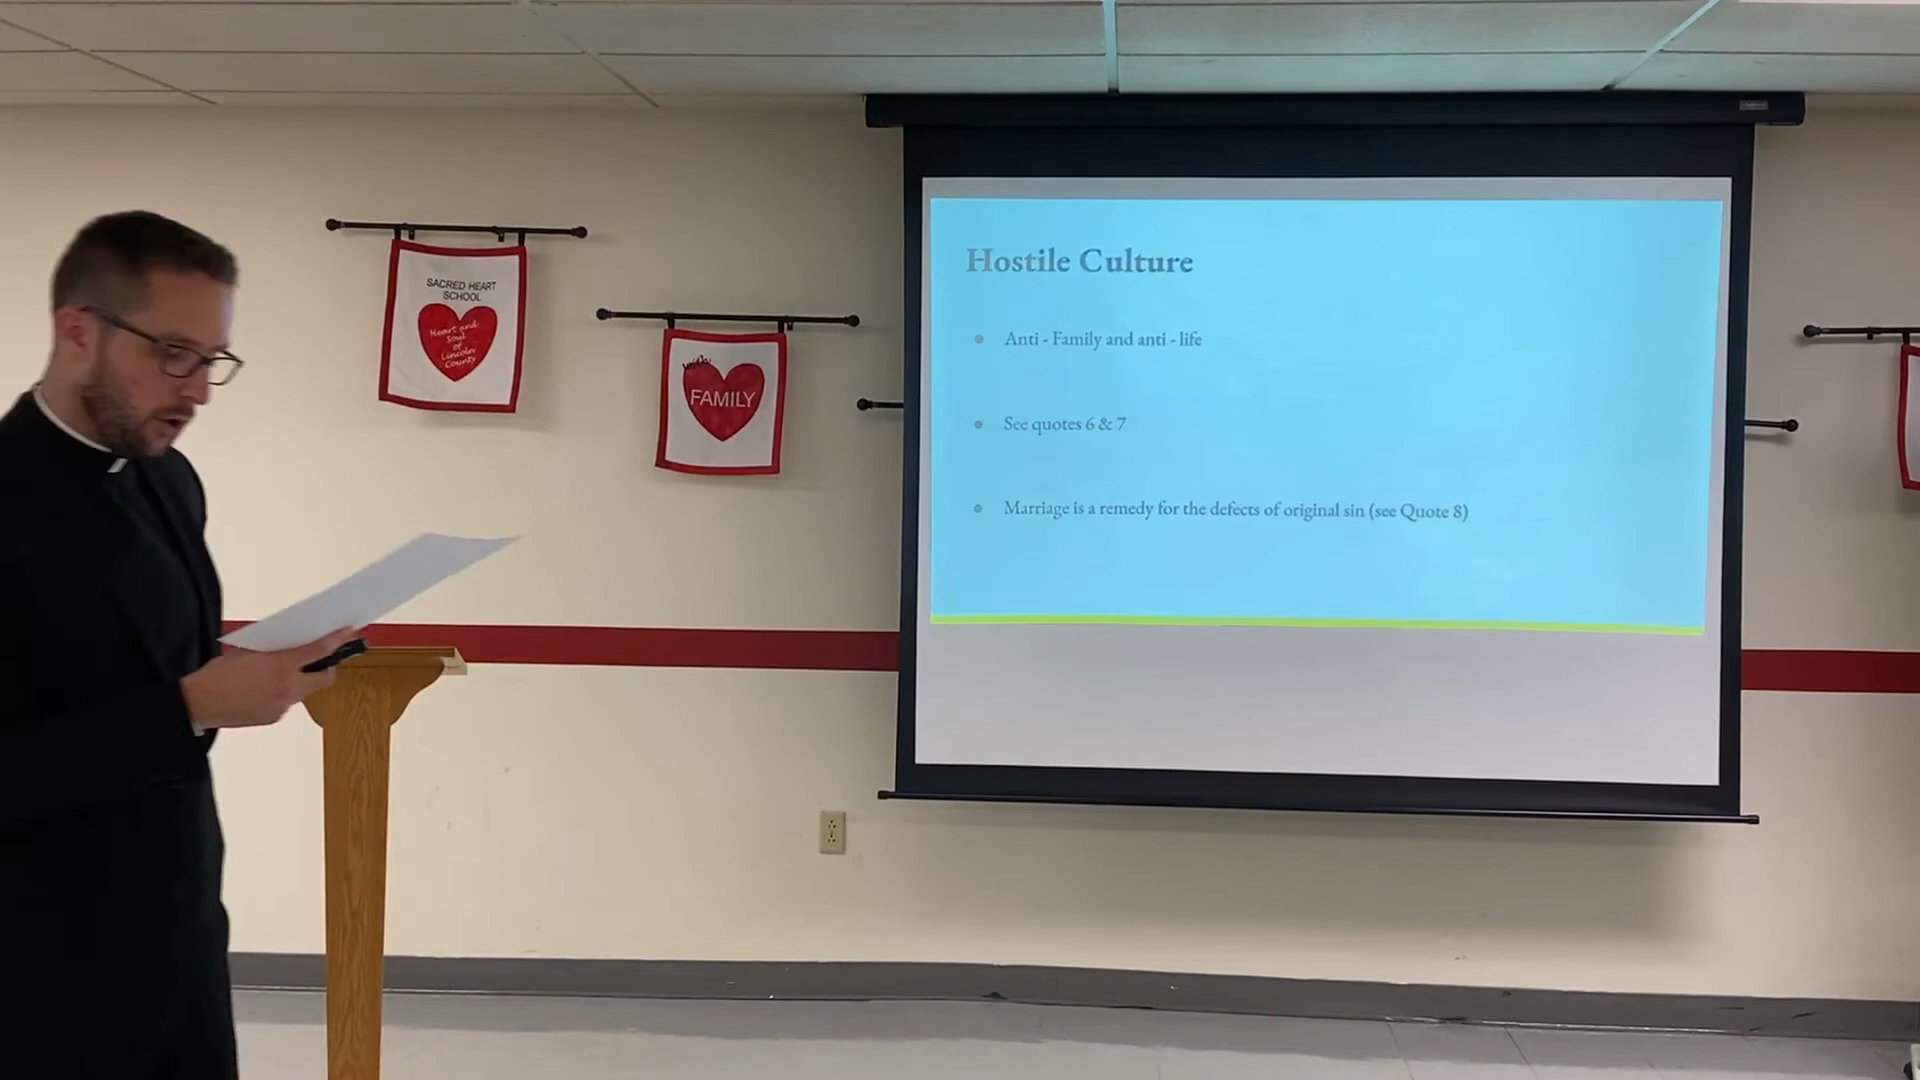 SACRED HEART
SCHOOL
Heart and
Soul
of
Lincoln
County
with
FAMILY
Hostile Culture
Anti - Family and anti - life
See quotes 6 & 7
Marriage is a remedy for the defects of original sin (see Quote 8)